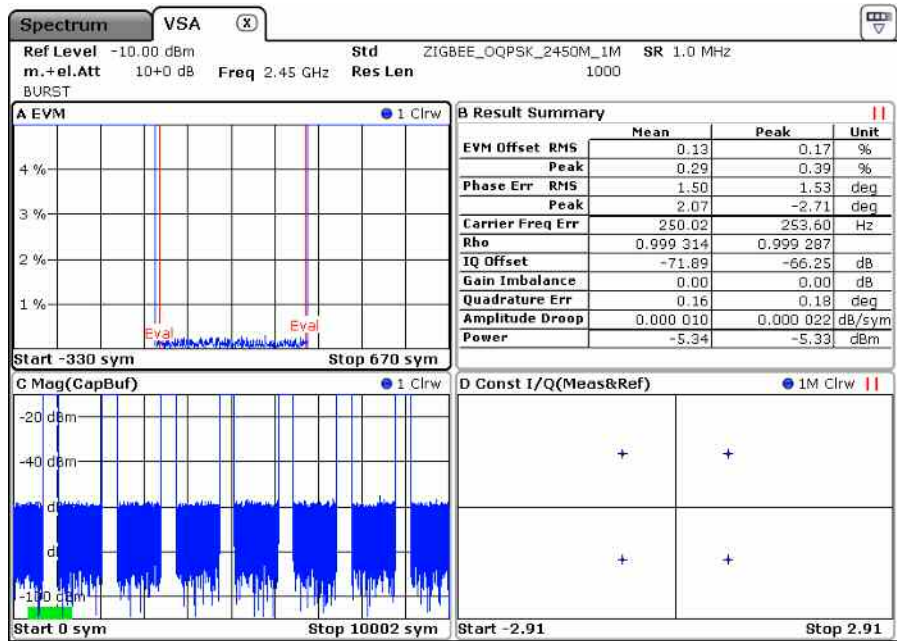 Spectrum VSA X
Ref Level -10.00 dBm Std ZIGBEE_OQPSK_2450M_1M SR 1.0 MHz
m.+el.Att 10+0 dB Freq 2.45 GHz Res Len 1000
BURST
A EVM 1 Clrw
4 %
3 %
2 %
1 %
Eval Eval
Start -330 sym Stop 670 sym
B Result Summary
Mean Peak Unit
EVM Offset RMS 0.13 0.17 %
Peak 0.29 0.39 %
Phase Err RMS 1.50 1.53 deg
Peak 2.07 -2.71 deg
Carrier Freq Err 250.02 253.60 Hz
Rho 0.999 314 0.999 287
IQ Offset -71.89 -66.25 dB
Gain Imbalance 0.00 0.00 dB
Quadrature Err 0.16 0.18 deg
Amplitude Droop 0.000 010 0.000 022 dB/sym
Power -5.34 -5.33 dBm
C Mag(CapBuf) 1 Clrw
-20 dBm
-40 dBm
-100 dBm
Start 0 sym Stop 10002 sym
D Const I/Q(Meas&Ref) 1M Clrw
Start -2.91 Stop 2.91